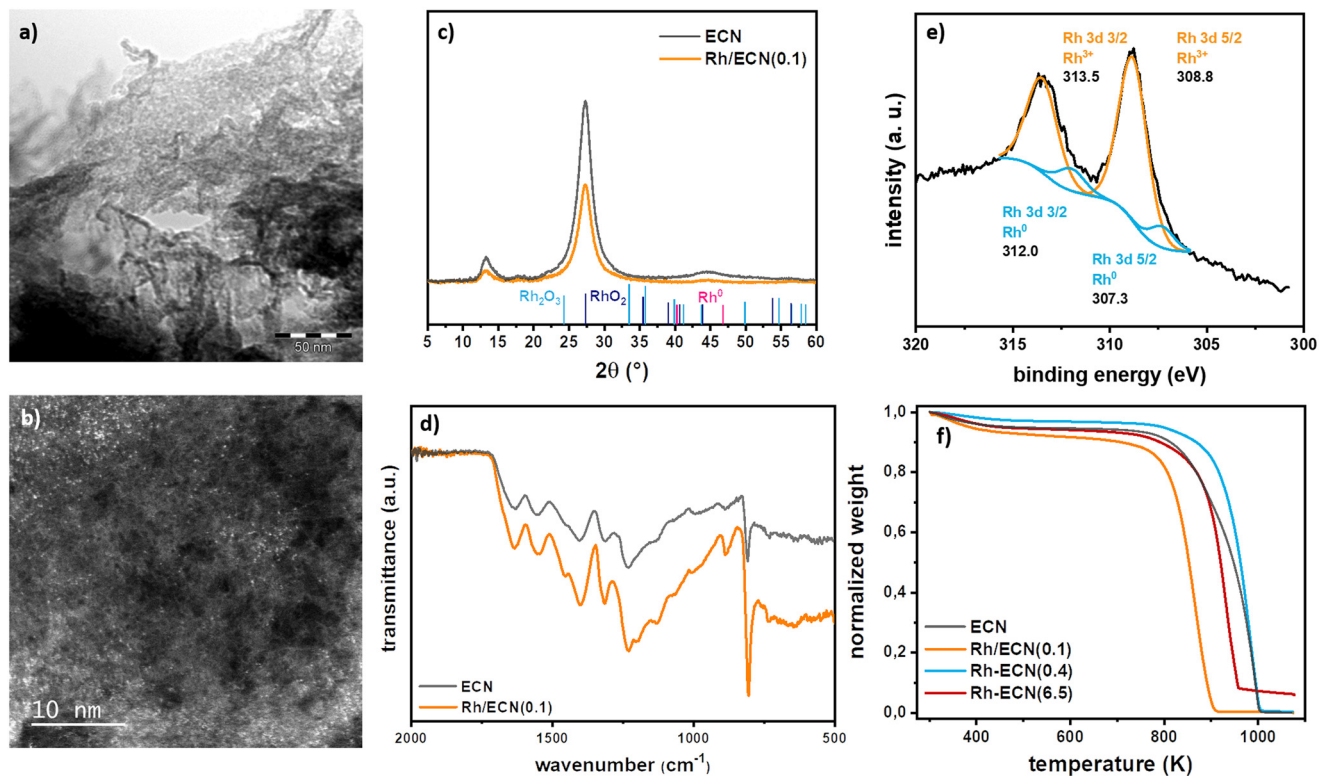 a)
50 nm
b)
10 nm
c)
ECN
Rh/ECN(0.1)
Rh2O3
RhO2
Rh0
5 10 15 20 25 30 35 40 45 50 55 60
2θ (°)
d)
transmittance (a.u.)
ECN
Rh/ECN(0.1)
2000 1500 1000 500
wavenumber (cm-1)
e)
intensity (a. u.)
Rh 3d 3/2
Rh3+
313.5
Rh 3d 5/2
Rh3+
308.8
Rh 3d 3/2
Rh0
312.0
Rh 3d 5/2
Rh0
307.3
320 315 310 305 300
binding energy (eV)
f)
normalized weight
1,0
0,8
0,6
0,4
0,2
0,0
ECN
Rh/ECN(0.1)
Rh-ECN(0.4)
Rh-ECN(6.5)
400 600 800 1000
temperature (K)